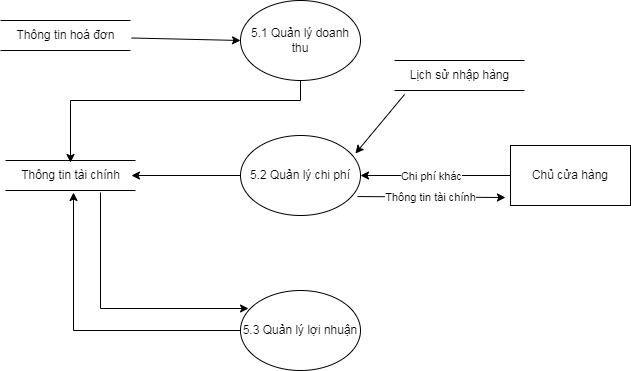 Thông tin hoá đơn
5.1 Quản lý doanh
thu
Lịch sử nhập hàng
Thông tin tài chính
5.2 Quản lý chi phí
Chi phí khác
Chủ cửa hàng
Thông tin tài chính
5.3 Quản lý lợi nhuận